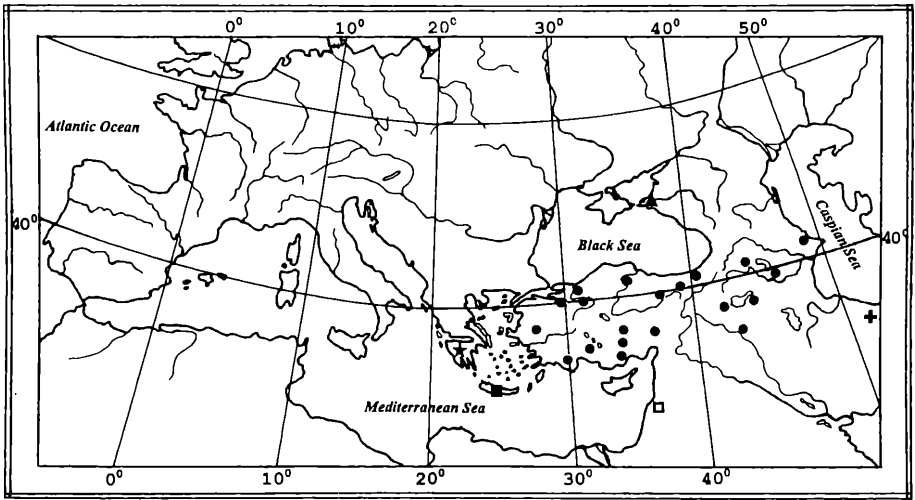 0° 10° 20° 30° 40° 50°
Atlantic Ocean
40°
Caspian Sea
40°
Black Sea
Mediterranean Sea
0° 10° 20° 30° 40°